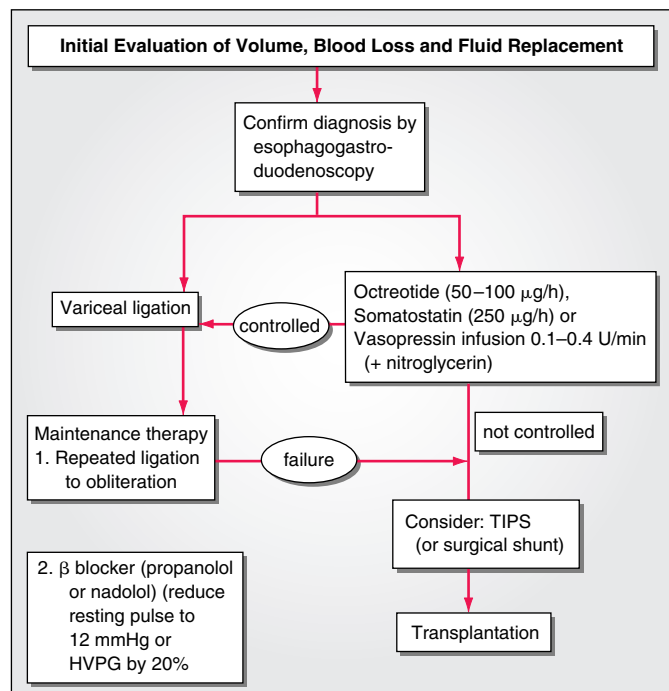 Initial Evaluation of Volume, Blood Loss and Fluid Replacement
Confirm diagnosis by
esophagogastro-
duodenoscopy
Variceal ligation
controlled
Octreotide (50–100 μg/h),
Somatostatin (250 μg/h) or
Vasopressin infusion 0.1–0.4 U/min
(+ nitroglycerin)
not controlled
Maintenance therapy
1. Repeated ligation
to obliteration
failure
Consider: TIPS
(or surgical shunt)
2. β blocker (propanolol
or nadolol) (reduce
resting pulse to
12 mmHg or
HVPG by 20%
Transplantation